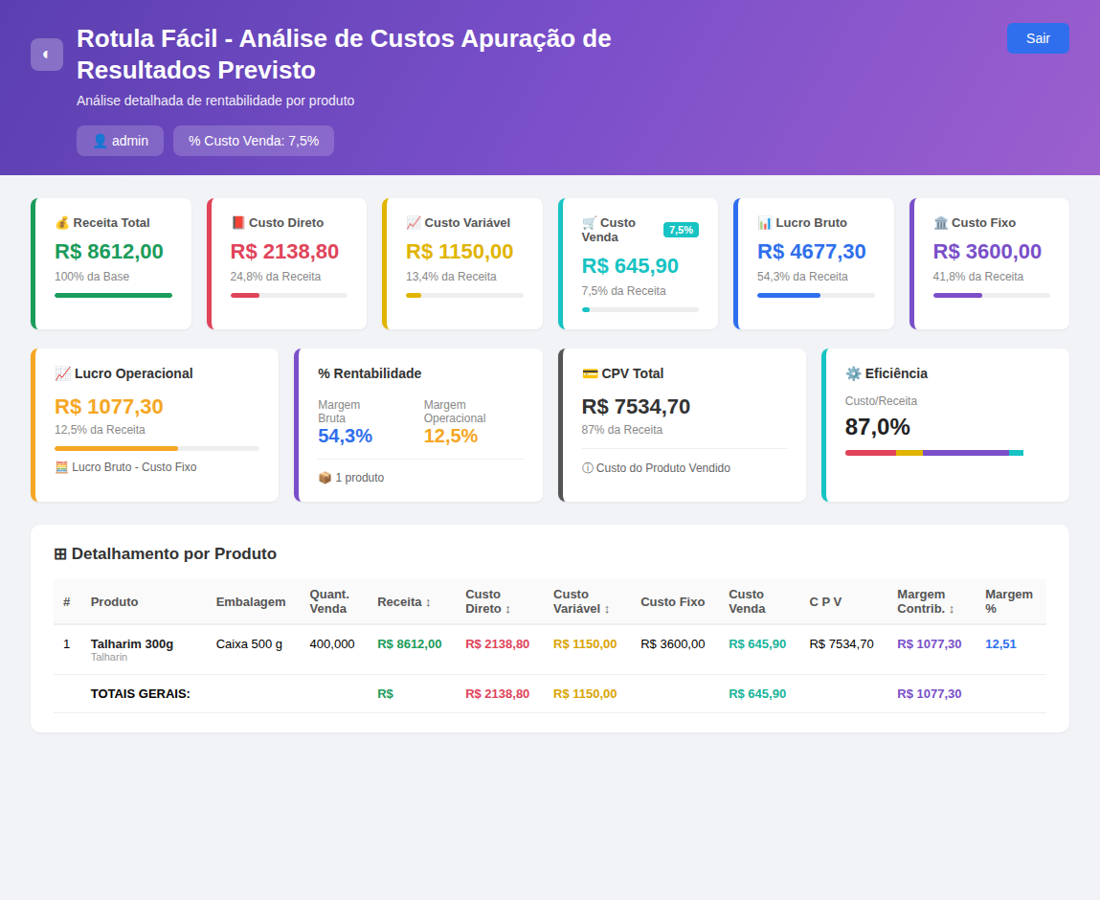 Rotula Fácil - Análise de Custos Apuração de
Resultados Previsto
Sair
Análise detalhada de rentabilidade por produto
👤 admin
% Custo Venda: 7,5%
💰 Receita Total
R$ 8612,00
100% da Base
📕 Custo Direto
R$ 2138,80
24,8% da Receita
📈 Custo Variável
R$ 1150,00
13,4% da Receita
🛒 Custo
Venda
7,5%
R$ 645,90
7,5% da Receita
📊 Lucro Bruto
R$ 4677,30
54,3% da Receita
🏛️ Custo Fixo
R$ 3600,00
41,8% da Receita
📈 Lucro Operacional
R$ 1077,30
12,5% da Receita
🧮 Lucro Bruto - Custo Fixo
% Rentabilidade
Margem
Bruta
54,3%
Margem
Operacional
12,5%
📦 1 produto
💳 CPV Total
R$ 7534,70
87% da Receita
ⓘ Custo do Produto Vendido
⚙️ Eficiência
Custo/Receita
87,0%
⊞ Detalhamento por Produto
# Produto Embalagem Quant. Venda Receita ↕ Custo Direto ↕ Custo Variável ↕ Custo Fixo Custo Venda C P V Margem Contrib. ↕ Margem %
1 Talharim 300g Caixa 500 g 400,000 R$ 8612,00 R$ 2138,80 R$ 1150,00 R$ 3600,00 R$ 645,90 R$ 7534,70 R$ 1077,30 12,51
Talharin
TOTAIS GERAIS: R$ R$ 2138,80 R$ 1150,00 R$ 645,90 R$ 1077,30